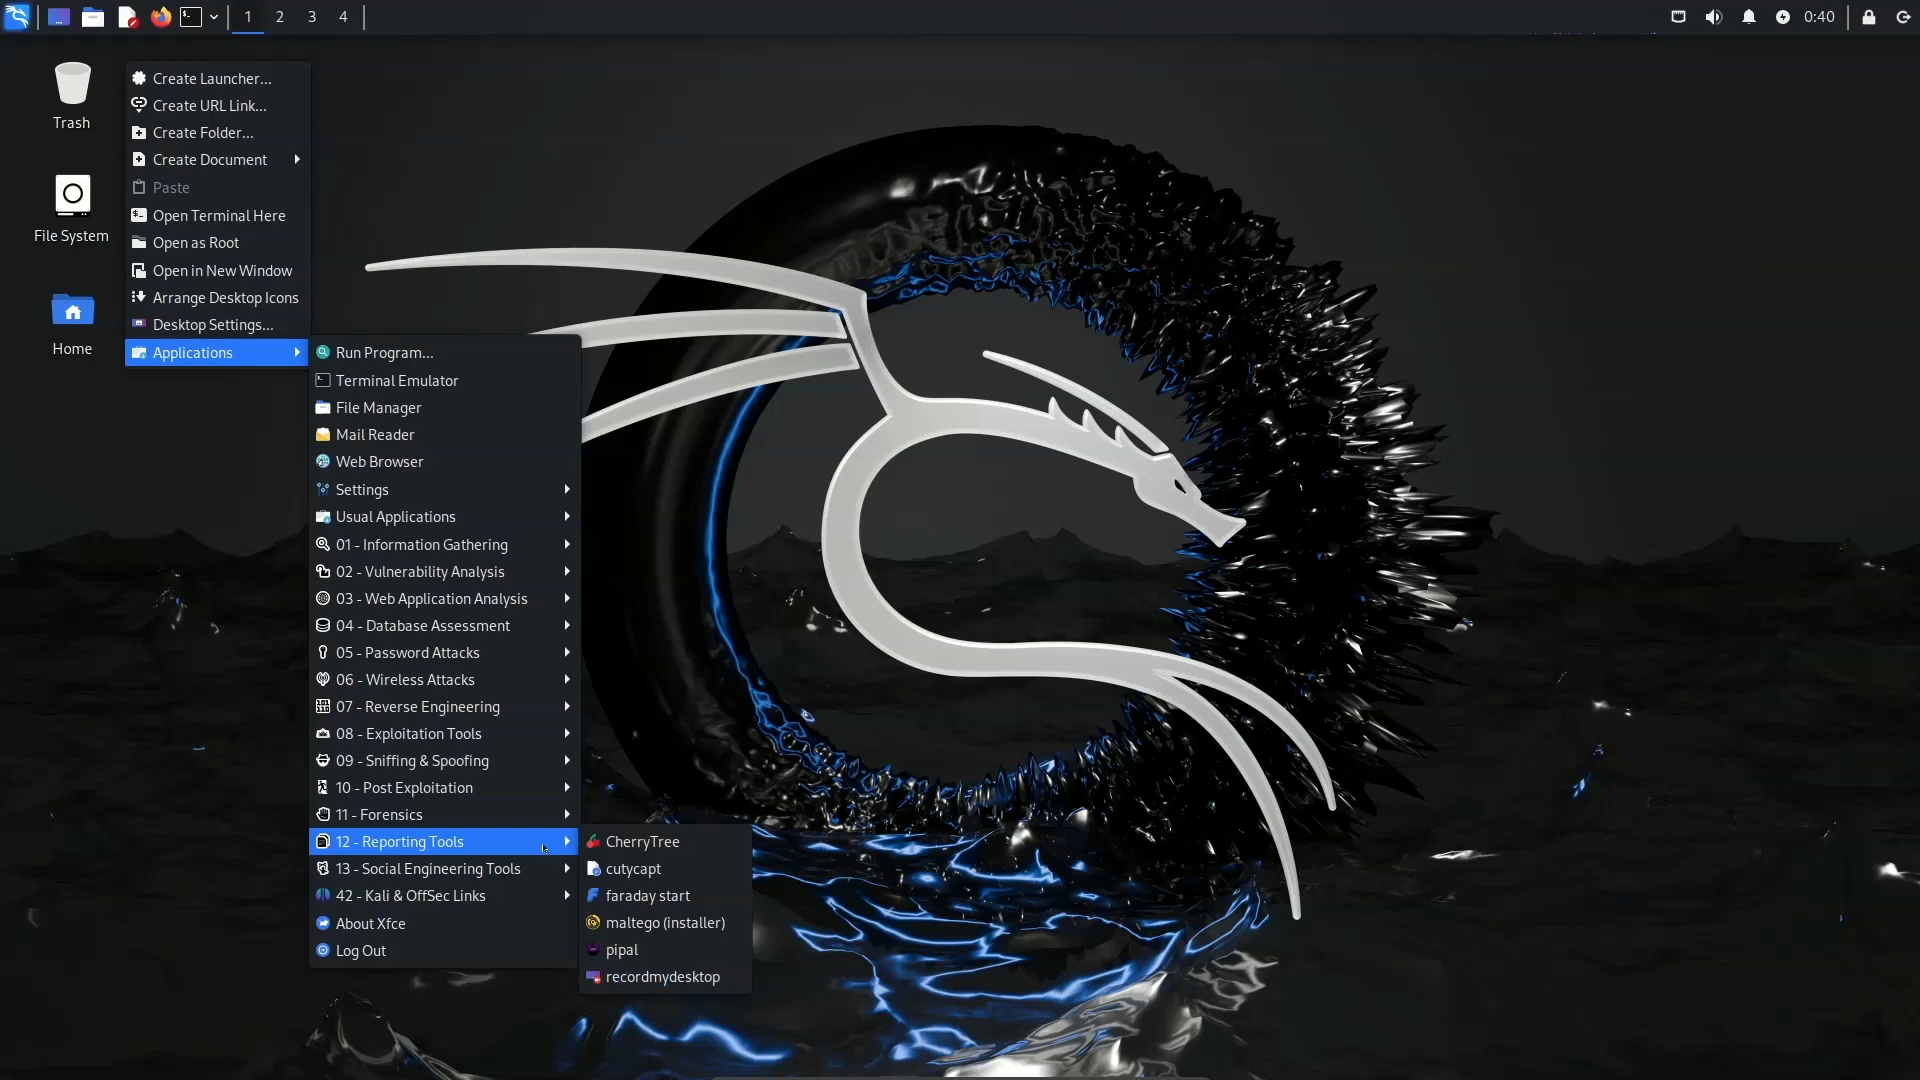 1 2 3 4
0:40
Trash
File System
Home
Create Launcher...
Create URL Link...
Create Folder...
Create Document
Paste
Open Terminal Here
Open as Root
Open in New Window
Arrange Desktop Icons
Desktop Settings...
Applications
Run Program...
Terminal Emulator
File Manager
Mail Reader
Web Browser
Settings
Usual Applications
01 - Information Gathering
02 - Vulnerability Analysis
03 - Web Application Analysis
04 - Database Assessment
05 - Password Attacks
06 - Wireless Attacks
07 - Reverse Engineering
08 - Exploitation Tools
09 - Sniffing & Spoofing
10 - Post Exploitation
11 - Forensics
12 - Reporting Tools
13 - Social Engineering Tools
42 - Kali & OffSec Links
About Xfce
Log Out
CherryTree
cutycapt
faraday start
maltego (installer)
pipal
recordmydesktop